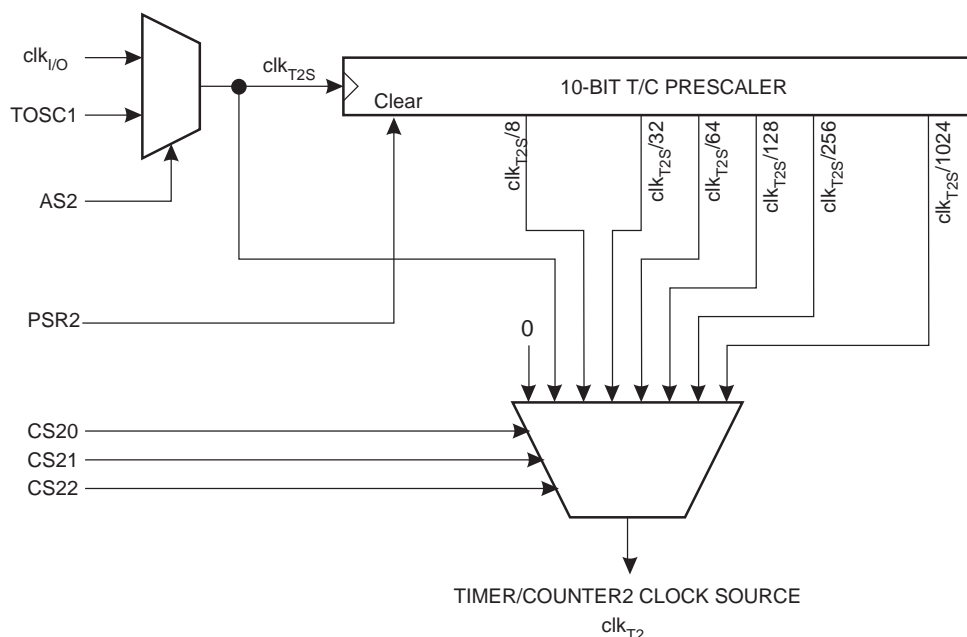 clkI/O
clkT2S
TOSC1
10-BIT T/C PRESCALER
Clear
clkT2S/8
clkT2S/32
clkT2S/64
clkT2S/128
clkT2S/256
clkT2S/1024
AS2
PSR2
0
CS20
CS21
CS22
TIMER/COUNTER2 CLOCK SOURCE
clkT2